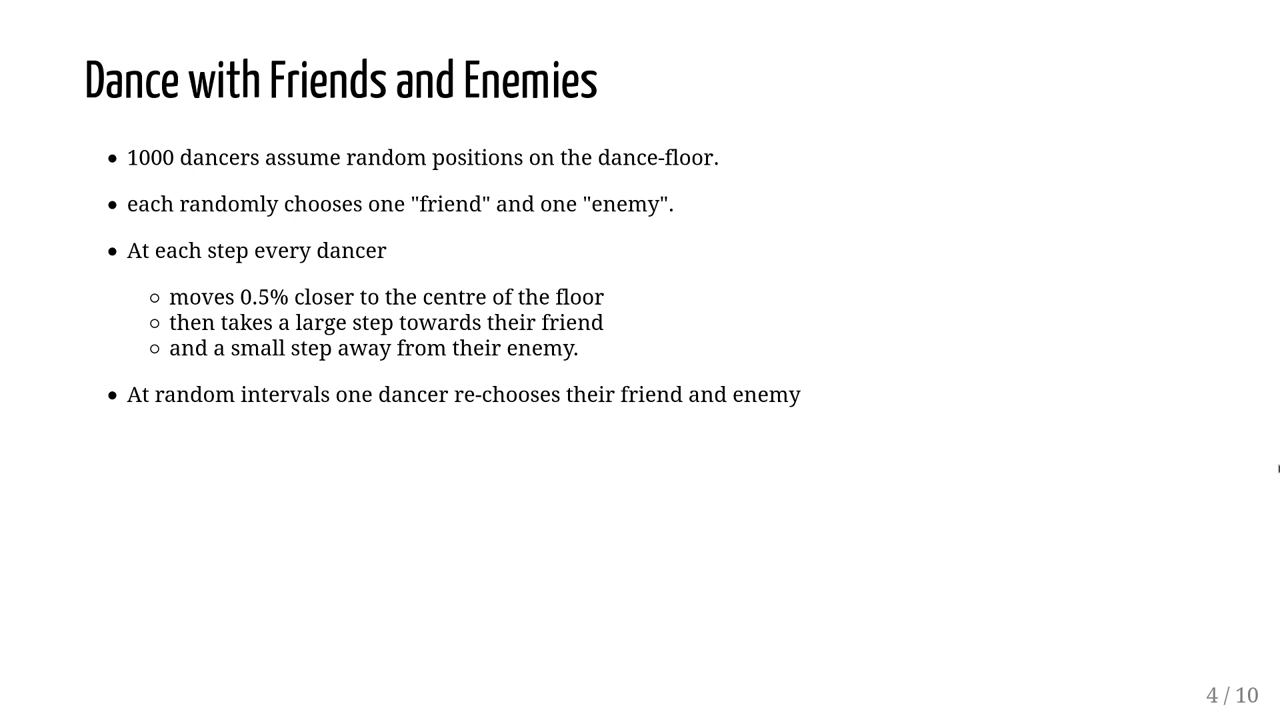 Dance with Friends and Enemies
• 1000 dancers assume random positions on the dance-floor.
• each randomly chooses one "friend" and one "enemy".
• At each step every dancer
◦ moves 0.5% closer to the centre of the floor
◦ then takes a large step towards their friend
◦ and a small step away from their enemy.
• At random intervals one dancer re-chooses their friend and enemy
4 / 10